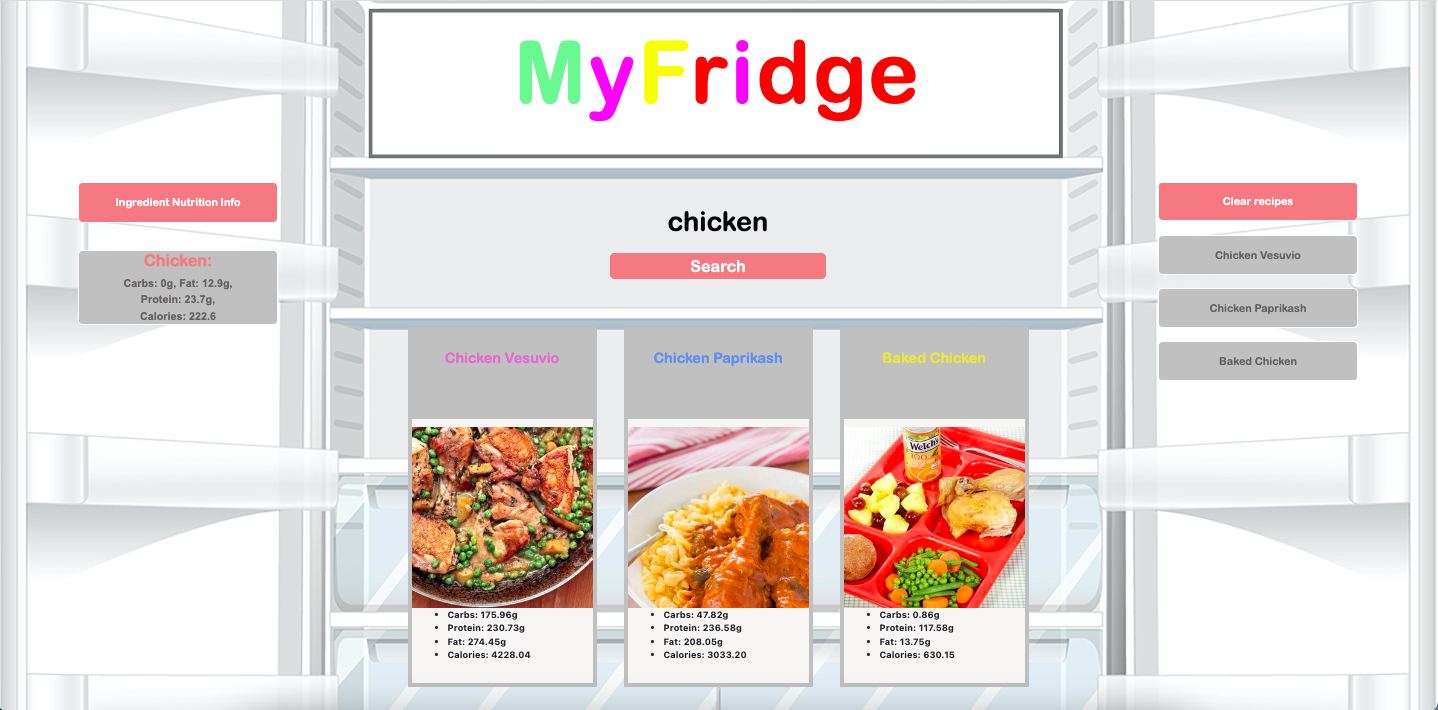 MyFridge
Ingredient Nutrition Info
Chicken:
Carbs: 0g, Fat: 12.9g,
Protein: 23.7g,
Calories: 222.6
chicken
Search
Clear recipes
Chicken Vesuvio
Chicken Paprikash
Baked Chicken
Chicken Vesuvio
Carbs: 175.96g
Protein: 230.73g
Fat: 274.45g
Calories: 4228.04
Chicken Paprikash
Carbs: 47.82g
Protein: 236.58g
Fat: 208.05g
Calories: 3033.20
Baked Chicken
Welch's
100
Carbs: 0.86g
Protein: 117.58g
Fat: 13.75g
Calories: 630.15